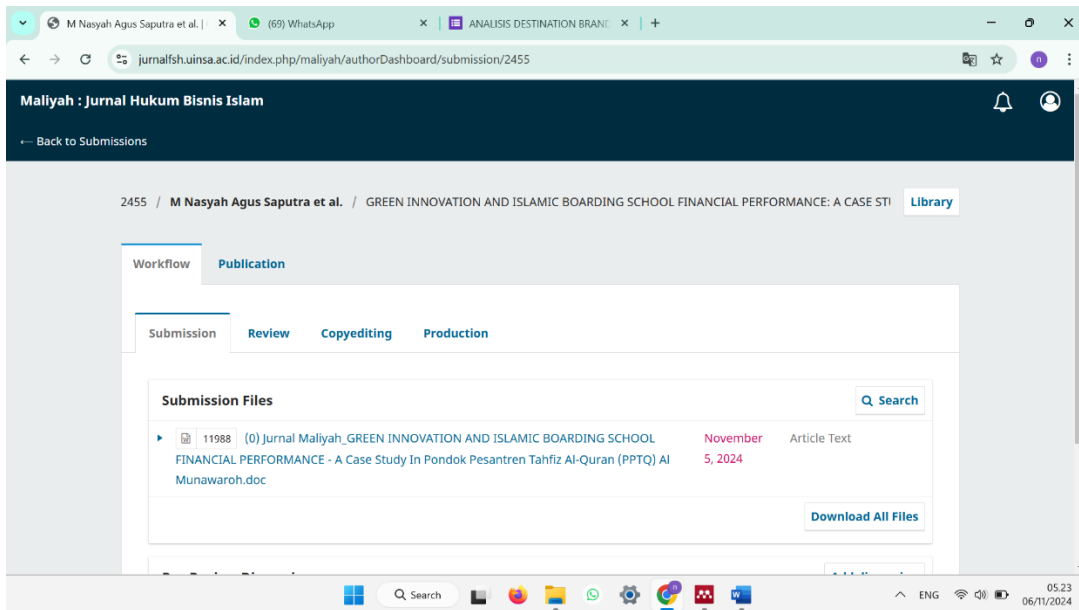 M Nasyah Agus Saputra et al. |
(69) WhatsApp
ANALISIS DESTINATION BRAND
jurnalfsh.uinsa.ac.id/index.php/maliyah/authorDashboard/submission/2455
n
Maliyah : Jurnal Hukum Bisnis Islam
← Back to Submissions
2455 / M Nasyah Agus Saputra et al. / GREEN INNOVATION AND ISLAMIC BOARDING SCHOOL FINANCIAL PERFORMANCE: A CASE STU
Library
Workflow Publication
Submission Review Copyediting Production
Submission Files
Search
11988 (0) Jurnal Maliyah_GREEN INNOVATION AND ISLAMIC BOARDING SCHOOL
FINANCIAL PERFORMANCE - A Case Study In Pondok Pesantren Tahfiz Al-Quran (PPTQ) Al
Munawaroh.doc
November
5, 2024
Article Text
Download All Files
Search
ENG
05.23
06/11/2024